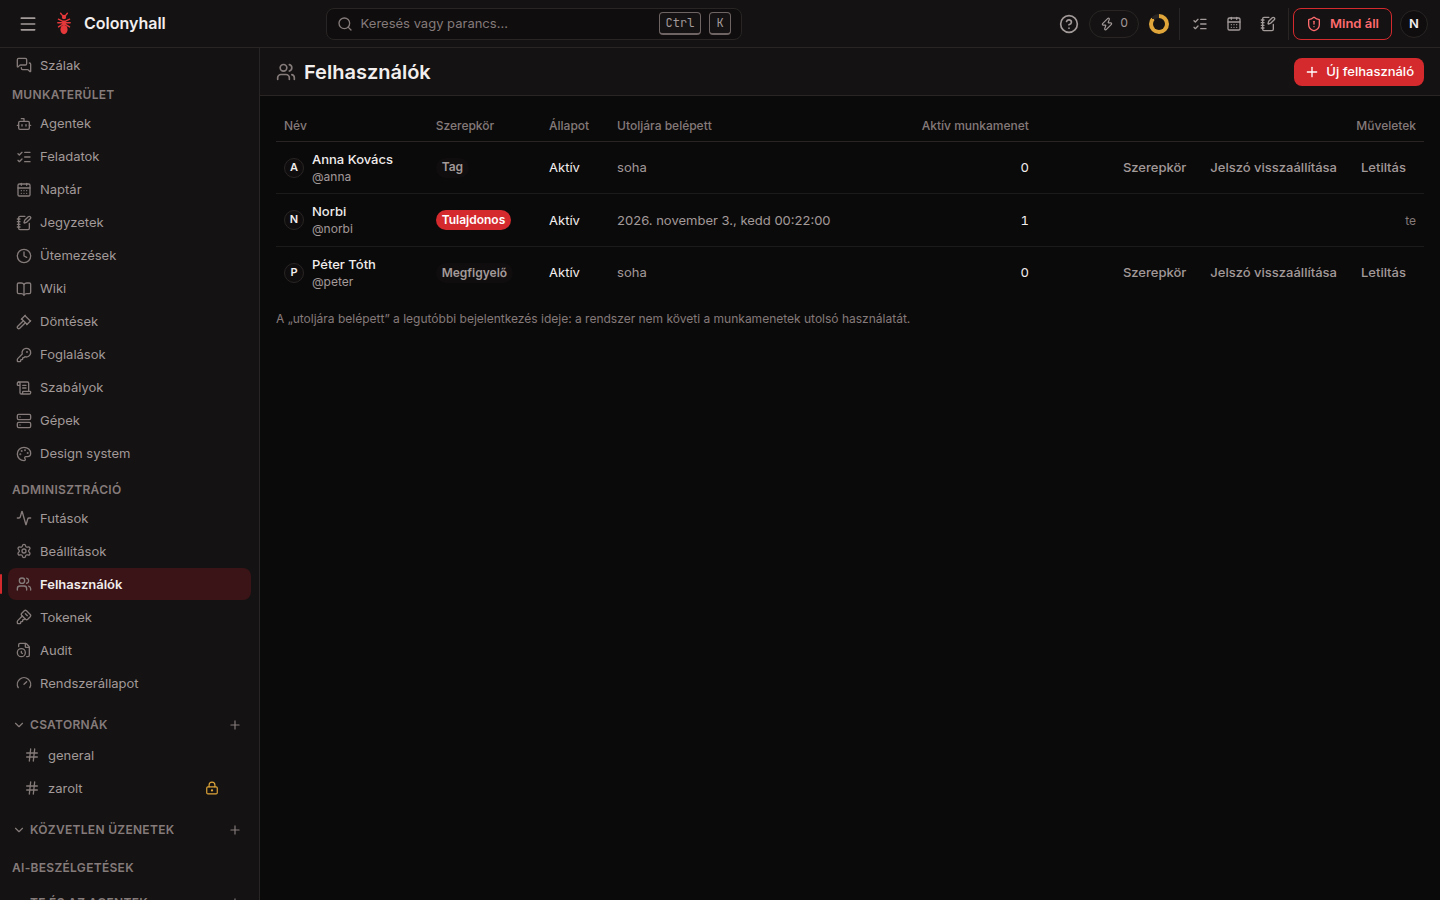 Colonyhall
Keresés vagy parancs...
Ctrl
K
0
Mind áll
N
Szálak
MUNKATERÜLET
Agentek
Feladatok
Naptár
Jegyzetek
Ütemezések
Wiki
Döntések
Foglalások
Szabályok
Gépek
Design system
ADMINISZTRÁCIÓ
Futások
Beállítások
Felhasználók
Tokenek
Audit
Rendszerállapot
CSATORNÁK
general
zarolt
KÖZVETLEN ÜZENETEK
AI-BESZÉLGETÉSEK
TE ÉS AZ AGENTEK
Felhasználók
Új felhasználó
Név Szerepkör Állapot Utoljára belépett Aktív munkamenet Műveletek
A Anna Kovács Tag Aktív soha 0 Szerepkör Jelszó visszaállítása Letiltás
@anna
N Norbi Tulajdonos Aktív 2026. november 3., kedd 00:22:00 1 te
@norbi
P Péter Tóth Megfigyelő Aktív soha 0 Szerepkör Jelszó visszaállítása Letiltás
@peter
A „utoljára belépett” a legutóbbi bejelentkezés ideje: a rendszer nem követi a munkamenetek utolsó használatát.